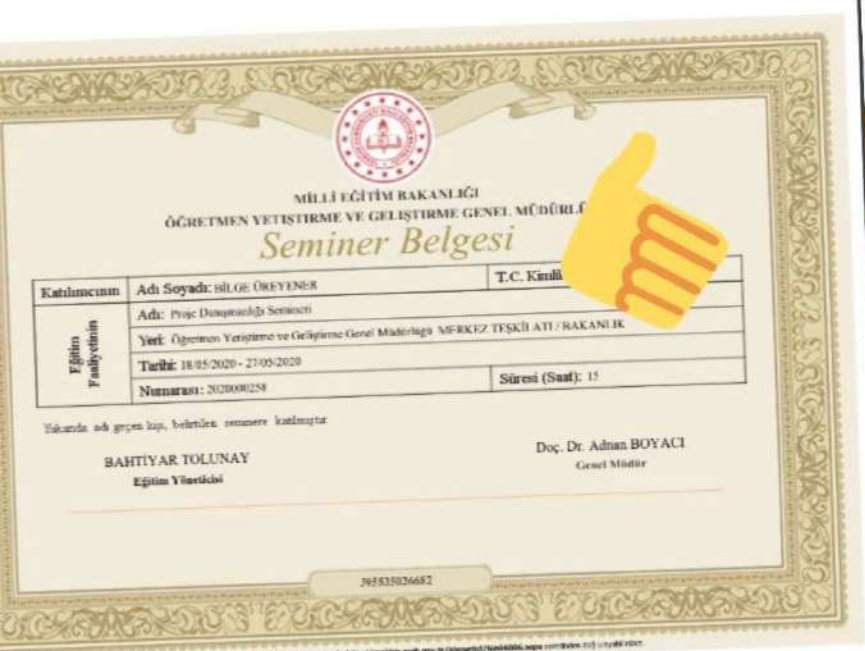 MİLLÎ EĞİTİM BAKANLIĞI
ÖĞRETMEN YETİŞTİRME VE GELİŞTİRME GENEL MÜDÜRLÜ
Seminer Belgesi
Katılımcının Adı Soyadı: BİLGE ÜREYENER T.C. Kimlik
Eğitim Faaliyetinin
Adı: Proje Danışmanlığı Semineri
Yeri: Öğretmen Yetiştirme ve Geliştirme Genel Müdürlüğü MERKEZ TEŞKİLATI / BAKANLIK
Tarihi: 18/05/2020 - 27/05/2020
Numarası: 2020000258 Süresi (Saat): 15
Yukarıda adı geçen kişi, belirtilen seminere katılmıştır.
BAHTİYAR TOLUNAY Doç. Dr. Adnan BOYACI
Eğitim Yöneticisi Genel Müdür
395835026682